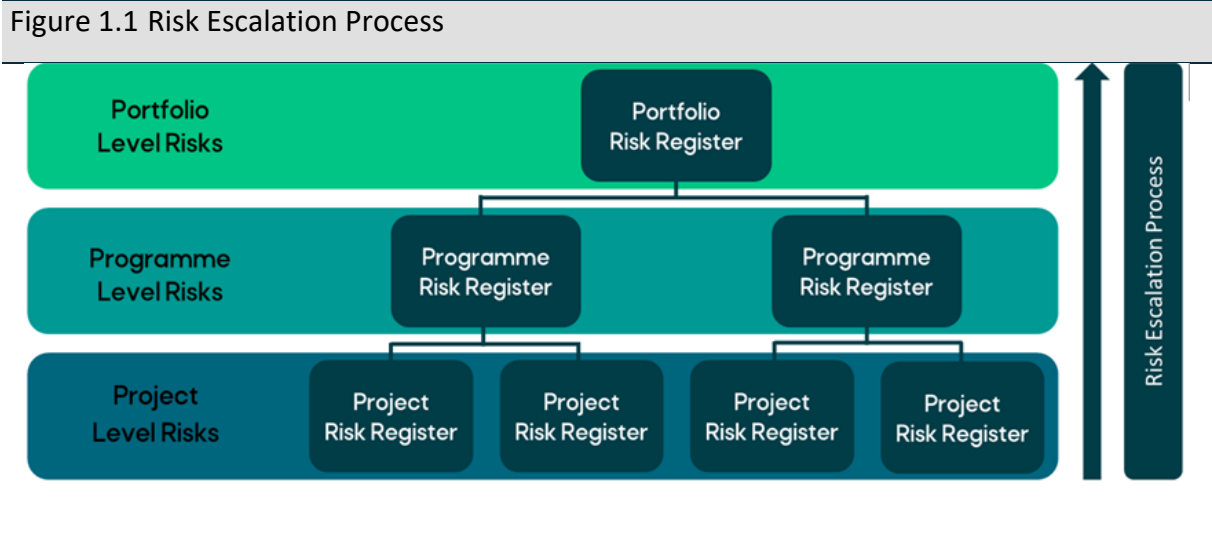 Figure 1.1 Risk Escalation Process
Portfolio
Level Risks
Portfolio
Risk Register
Programme
Level Risks
Programme
Risk Register
Programme
Risk Register
Project
Level Risks
Project
Risk Register
Project
Risk Register
Project
Risk Register
Project
Risk Register
Risk Escalation Process